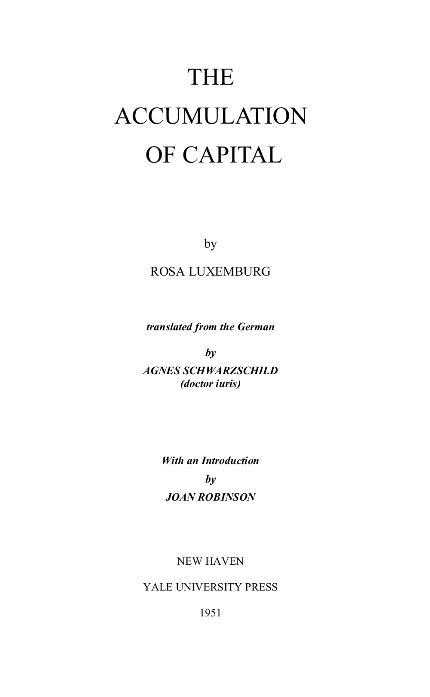 THE
ACCUMULATION
OF CAPITAL
by
ROSA LUXEMBURG
translated from the German
by
AGNES SCHWARZSCHILD
(doctor iuris)
With an Introduction
by
JOAN ROBINSON
NEW HAVEN
YALE UNIVERSITY PRESS
1951